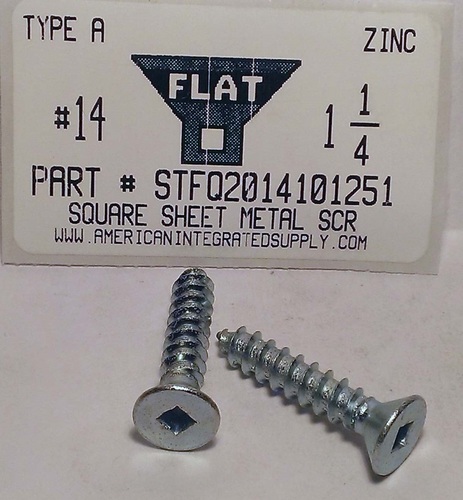 TYPE A
ZINC
FLAT
#14
1 1/4
PART # STFQ2014101251
SQUARE SHEET METAL SCR
WWW.AMERICANINTEGRATEDSUPPLY.COM